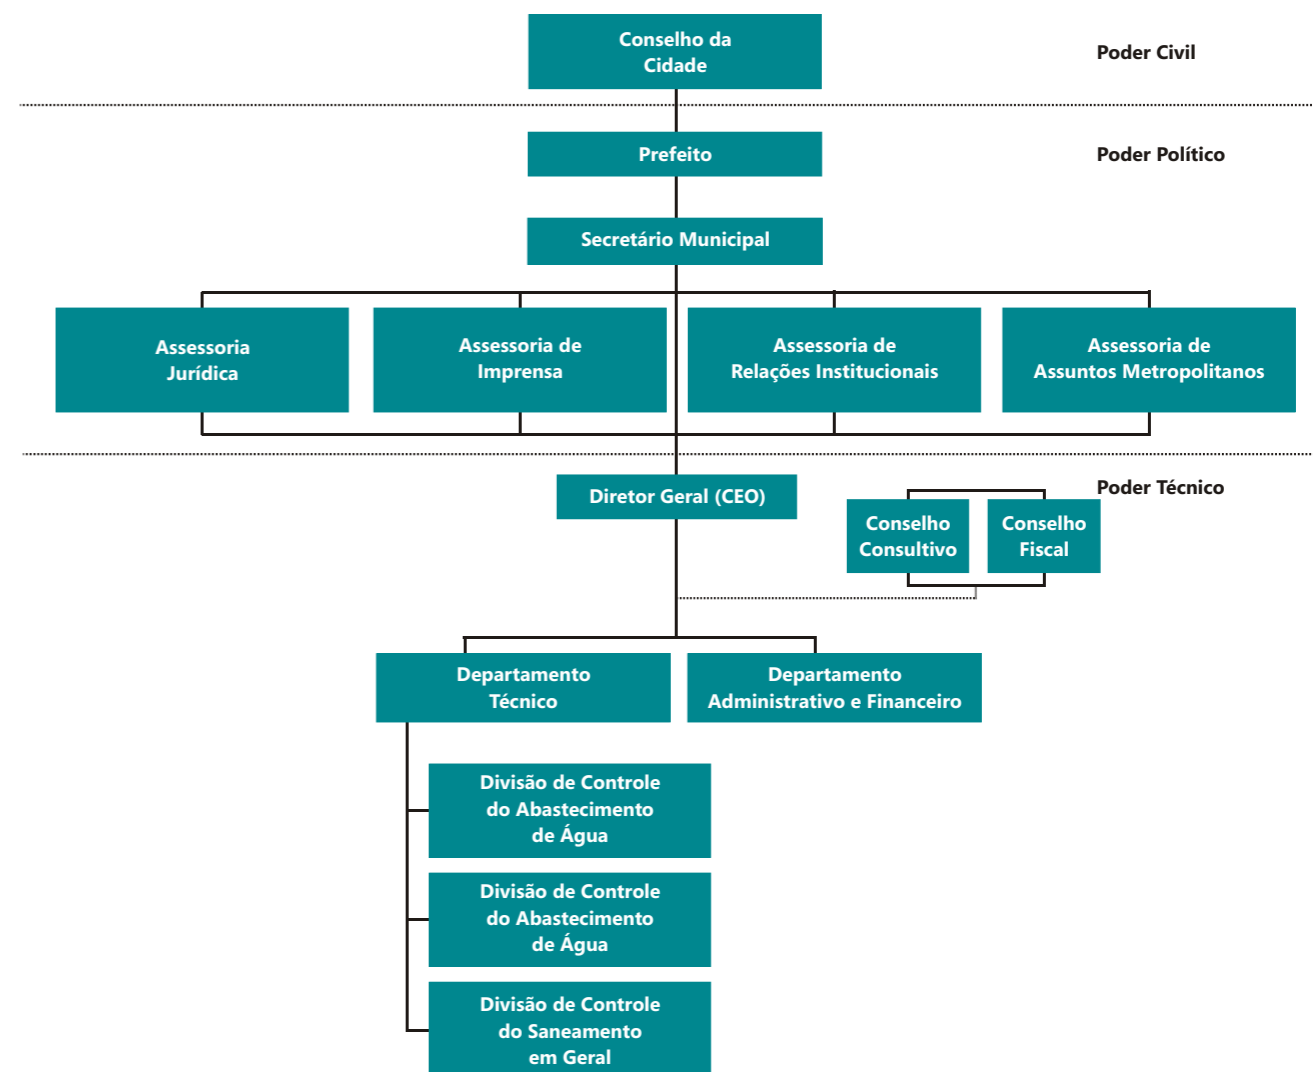 Conselho da
Cidade
Poder Civil
Prefeito
Poder Político
Secretário Municipal
Assessoria
Jurídica
Assessoria de
Imprensa
Assessoria de
Relações Institucionais
Assessoria de
Assuntos Metropolitanos
Diretor Geral (CEO)
Poder Técnico
Conselho
Consultivo
Conselho
Fiscal
Departamento
Técnico
Departamento
Administrativo e Financeiro
Divisão de Controle
do Abastecimento
de Água
Divisão de Controle
do Abastecimento
de Água
Divisão de Controle
do Saneamento
em Geral